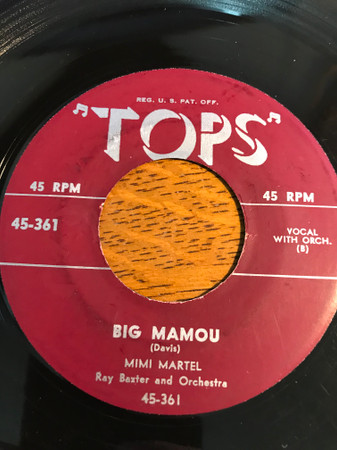 REG. U. S. PAT. OFF.
"TOPS"
45 RPM
45 RPM
45-361
VOCAL
WITH ORCH.
(B)
BIG MAMOU
(Davis)
MIMI MARTEL
Ray Baxter and Orchestra
45-361